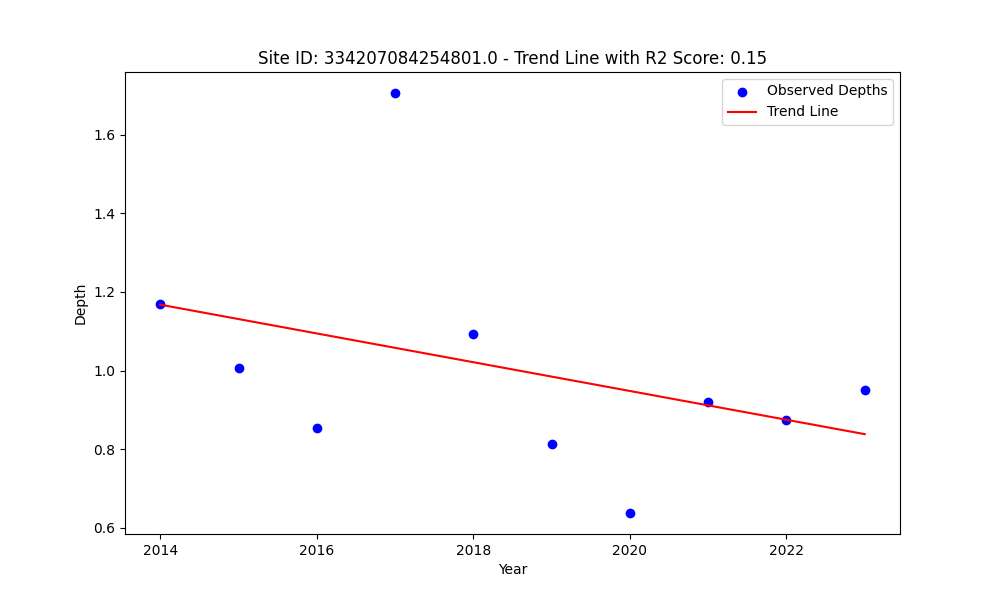 Site ID: 334207084254801.0 - Trend Line with R2 Score: 0.15
Observed Depths
Trend Line
1.6
1.4
1.2
1.0
0.8
0.6
Depth
2014
2016
2018
2020
2022
Year